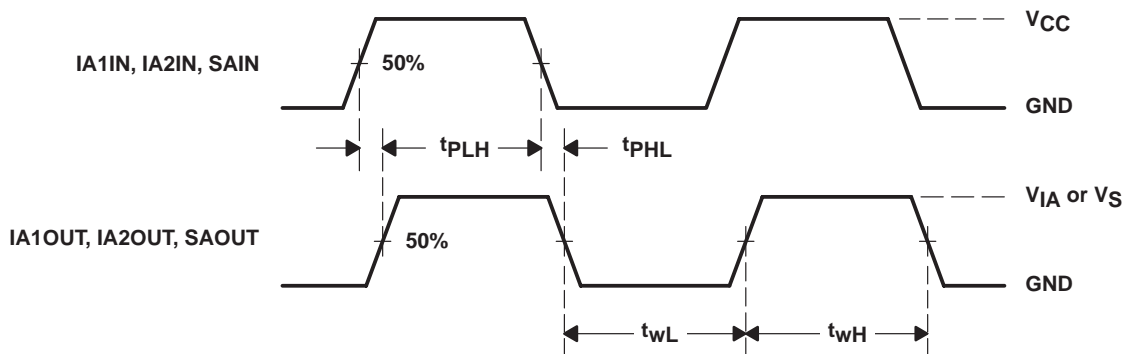 VCC
IA1IN, IA2IN, SAIN
50%
GND
tPLH
tPHL
VIA or VS
IA1OUT, IA2OUT, SAOUT
50%
GND
twL
twH